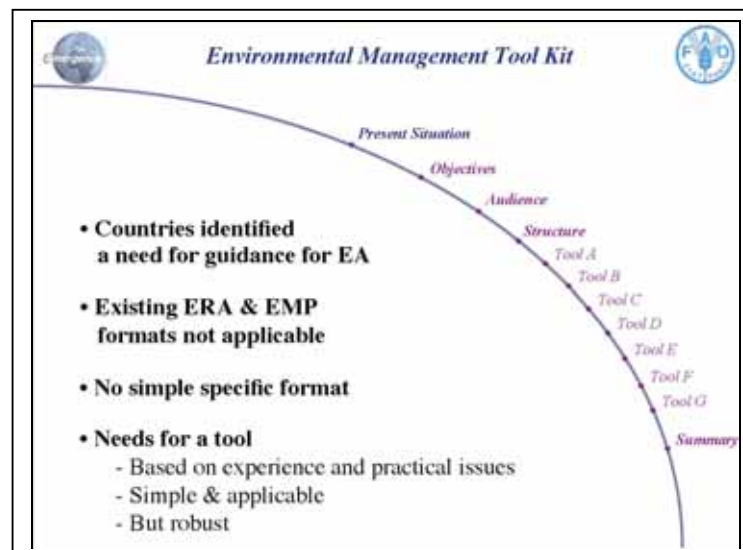 Environmental Management Tool Kit
F A O
Present Situation
Objectives
Audience
Structure
Tool A
Tool B
Tool C
Tool D
Tool E
Tool F
Tool G
Summary
• Countries identified
a need for guidance for EA
• Existing ERA & EMP
formats not applicable
• No simple specific format
• Needs for a tool
- Based on experience and practical issues
- Simple & applicable
- But robust